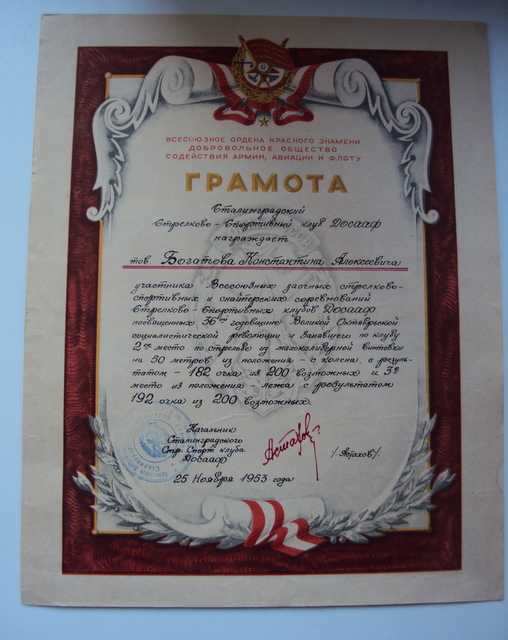 ВСЕСОЮЗНОЕ ОРДЕНА КРАСНОГО ЗНАМЕНИ
ДОБРОВОЛЬНОЕ ОБЩЕСТВО
СОДЕЙСТВИЯ АРМИИ, АВИАЦИИ И ФЛОТУ
ГРАМОТА
Сталинградский
Стрелково-Спортивный клуб Досааф
награждает
тов. Богатова Константина Алексеевича
участника Всесоюзных заочных стрелково-
спортивных и снайперских соревнований
Стрелково-Спортивных клубов Досааф
посвященных 36ой годовщине Великой Октябрьской
социалистической революции и занявшего по клубу
2ое место по стрельбе из малокалиберной винтовки
на 50 метров из положения - с колена, с резуль-
татом - 182 очка из 200 возможных и 3е
место из положения - лежа с результатом
192 очка из 200 возможных.
Начальник
Сталинградского
Стр. Спорт клуба
Досааф
/Астахов/
25 Ноября 1953 года